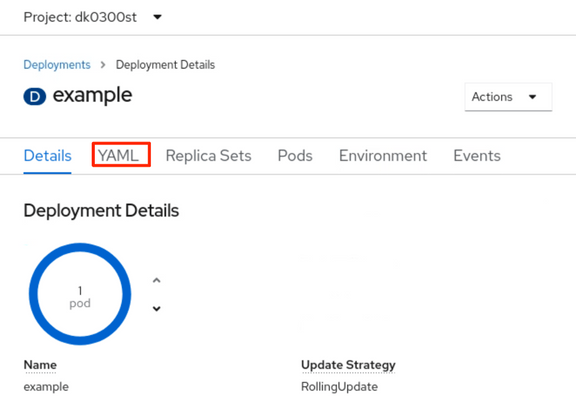 Project: dk0300st
Deployments > Deployment Details
D example
Actions
Details YAML Replica Sets Pods Environment Events
Deployment Details
1
pod
Name Update Strategy
example RollingUpdate